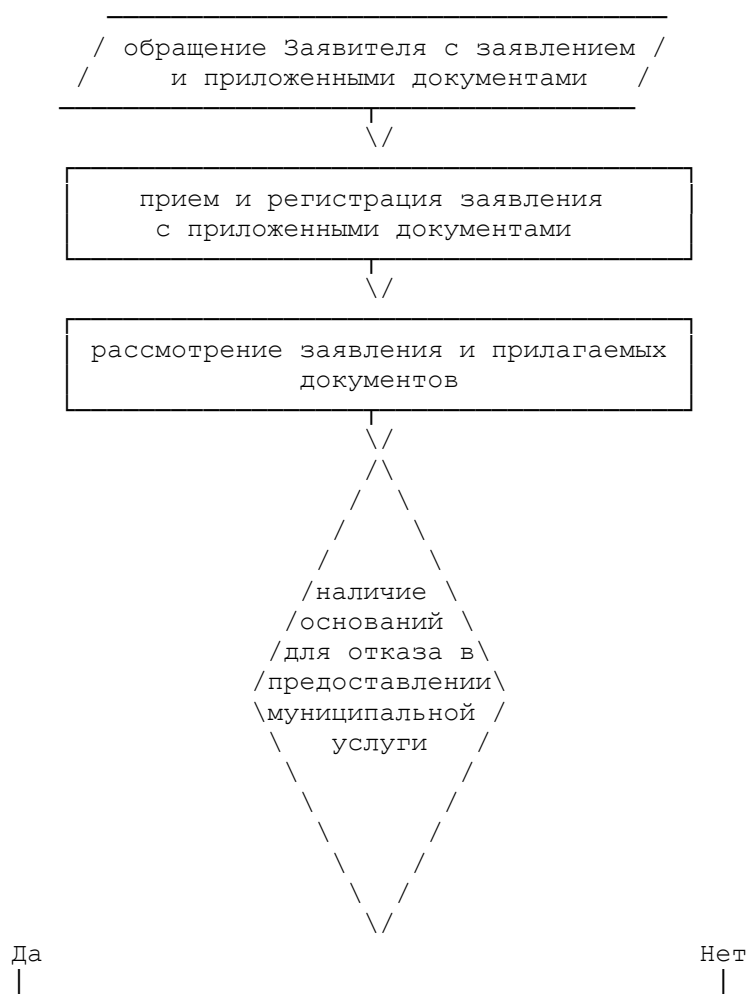 обращение Заявителя с заявлением
и приложенными документами
прием и регистрация заявления
с приложенными документами
рассмотрение заявления и прилагаемых
документов
наличие
оснований
для отказа в
предоставлении
муниципальной
услуги
Да Нет